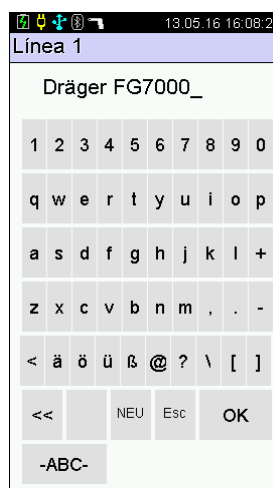 13.05.16 16:08:2
Línea 1
Dräger FG7000_
1 2 3 4 5 6 7 8 9 0
q w e r t y u i o p
a s d f g h j k l +
z x c v b n m , . -
< ä ö ü ß @ ? \ [ ]
<< NEU Esc OK
-ABC-